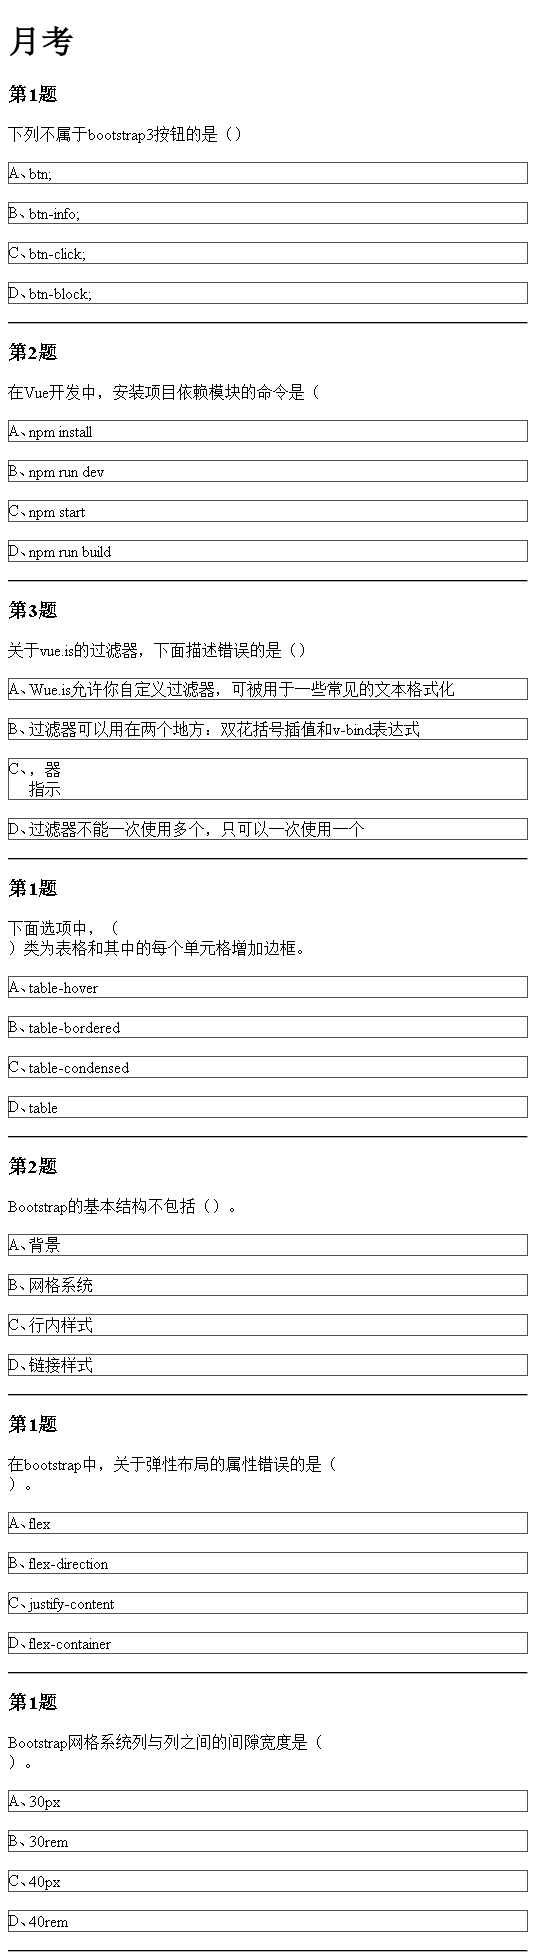 月考
第1题
下列不属于bootstrap3按钮的是（）
A、btn;
B、btn-info;
C、btn-click;
D、btn-block;
第2题
在Vue开发中，安装项目依赖模块的命令是（
A、npm install
B、npm run dev
C、npm start
D、npm run build
第3题
关于vue.is的过滤器，下面描述错误的是（）
A、Wue.is允许你自定义过滤器，可被用于一些常见的文本格式化
B、过滤器可以用在两个地方：双花括号插值和v-bind表达式
C、，器
指示
D、过滤器不能一次使用多个，只可以一次使用一个
第1题
下面选项中，（
）类为表格和其中的每个单元格增加边框。
A、table-hover
B、table-bordered
C、table-condensed
D、table
第2题
Bootstrap的基本结构不包括（）。
A、背景
B、网格系统
C、行内样式
D、链接样式
第1题
在bootstrap中，关于弹性布局的属性错误的是（
）。
A、flex
B、flex-direction
C、justify-content
D、flex-container
第1题
Bootstrap网格系统列与列之间的间隙宽度是（
）。
A、30px
B、30rem
C、40px
D、40rem